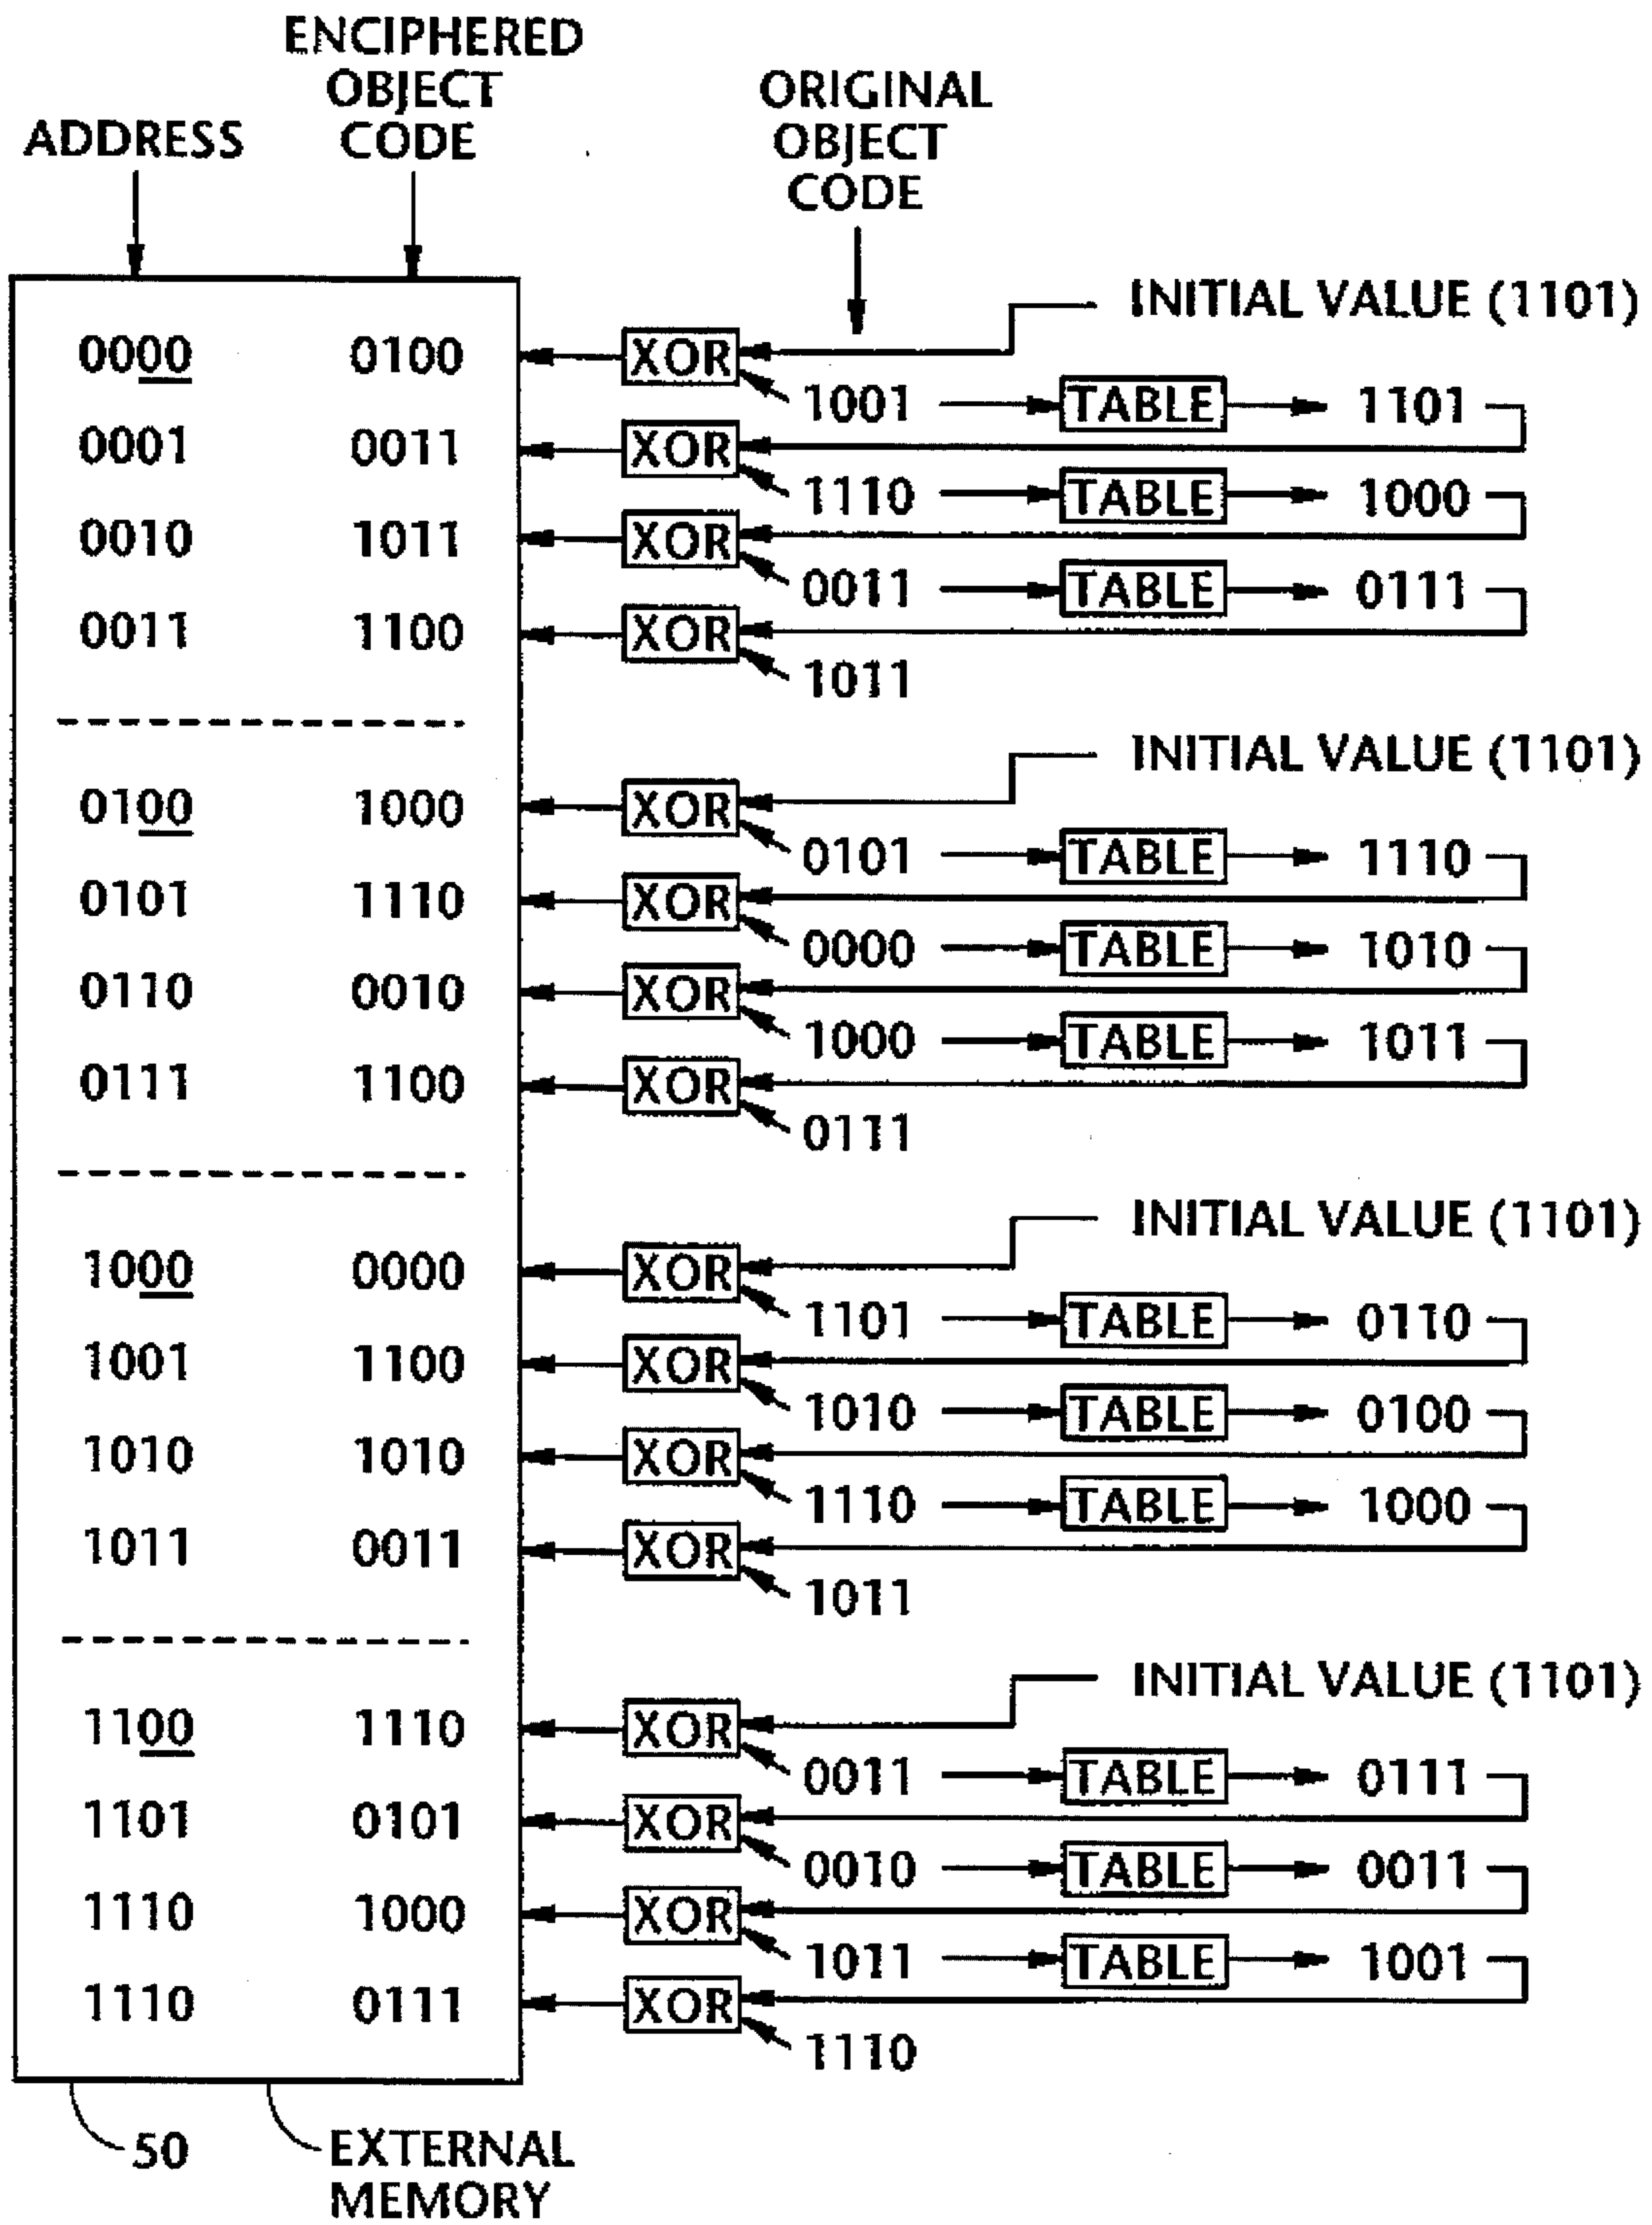 ENCIPHERED
OBJECT
CODE
ADDRESS
ORIGINAL
OBJECT
CODE
INITIAL VALUE (1101)
0000 0100 XOR
1001 TABLE 1101
0001 0011 XOR
1110 TABLE 1000
0010 1011 XOR
0011 TABLE 0111
0011 1100 XOR
1011
INITIAL VALUE (1101)
0100 1000 XOR
0101 TABLE 1110
0101 1110 XOR
0000 TABLE 1010
0110 0010 XOR
1000 TABLE 1011
0111 1100 XOR
0111
INITIAL VALUE (1101)
1000 0000 XOR
1101 TABLE 0110
1001 1100 XOR
1010 TABLE 0100
1010 1010 XOR
1110 TABLE 1000
1011 0011 XOR
1011
INITIAL VALUE (1101)
1100 1110 XOR
0011 TABLE 0111
1101 0101 XOR
0010 TABLE 0011
1110 1000 XOR
1011 TABLE 1001
1110 0111 XOR
1110
50
EXTERNAL
MEMORY